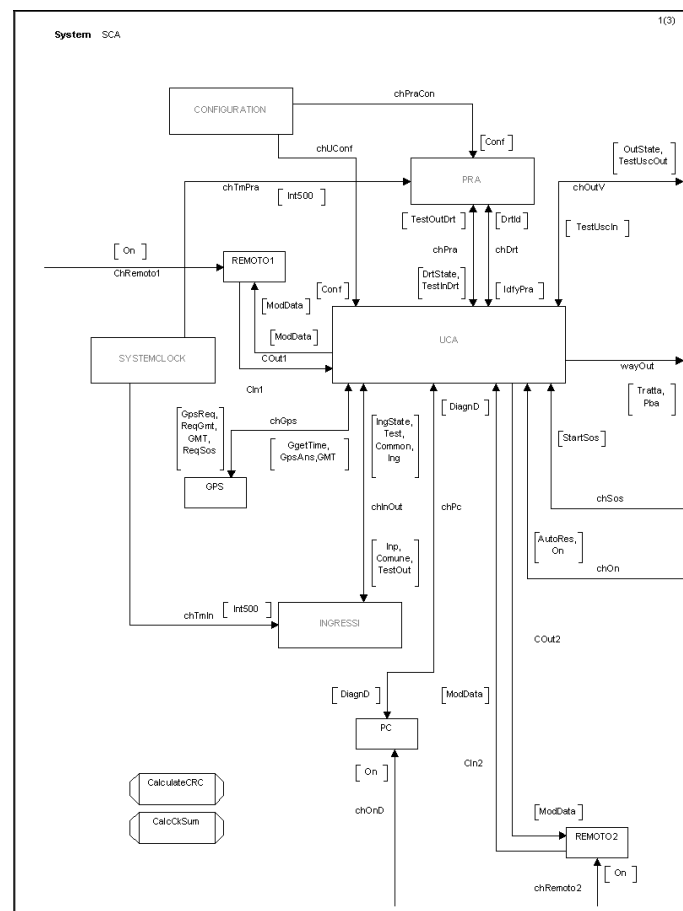 1(3)
System SCA
chPraCon
CONFIGURATION
[Conf]
chUConf
[OutState,
TestUscOut]
chTmPra
PRA
[Int500]
chOutV
[TestOutDrt]
[DrtId]
[TestUscIn]
[On]
chPra
chDrt
ChRemoto1
REMOTO1
[DrtState,
TestInDrt]
[Conf]
[IdfyPra]
[ModData]
[ModData]
UCA
SYSTEMCLOCK
COut1
wayOut
CIn1
[Tratta,
Pba]
[DiagnD]
[GpsReq,
ReqGmt,
GMT,
ReqSos]
chGps
[IngState,
Test,
Common,
Ing]
[StartSos]
[GgetTime,
GpsAns,GMT]
GPS
chInOut
chPc
chSos
[AutoRes,
On]
[Inp,
Comune,
TestOut]
chOn
[Int500]
chTmIn
INGRESSI
COut2
[DiagnD]
[ModData]
PC
CIn2
[On]
CalculateCRC
chOnD
[ModData]
CalcCkSum
REMOTO2
[On]
chRemoto2